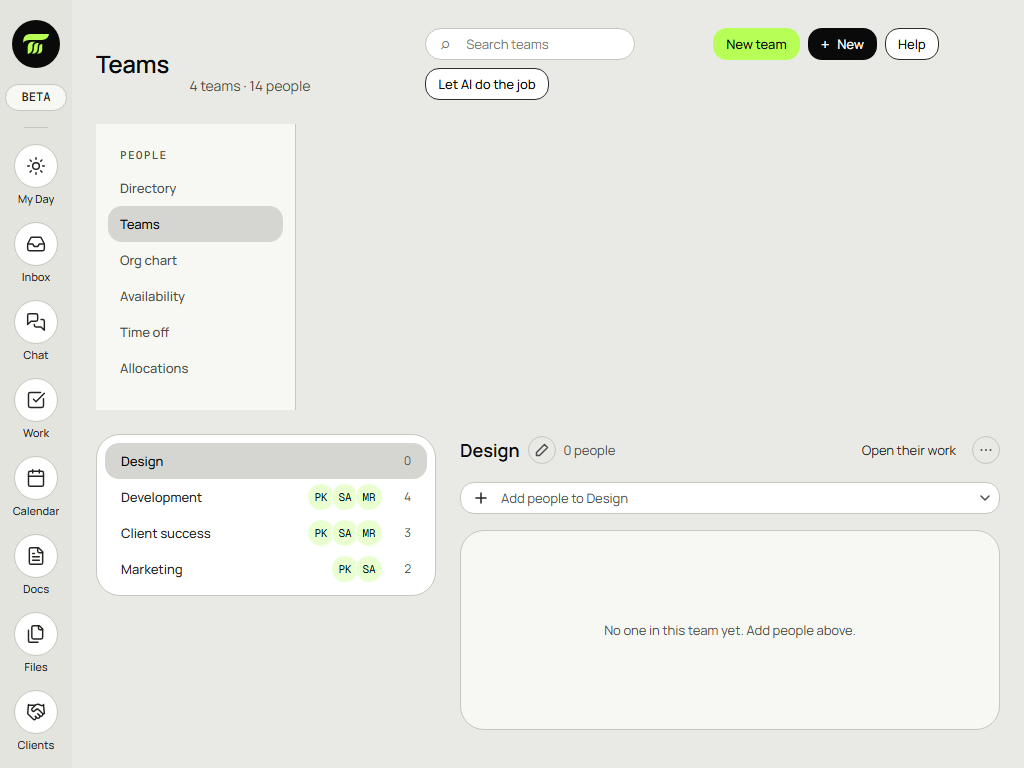 BETA
My Day
Inbox
Chat
Work
Calendar
Docs
Files
Clients
Teams
4 teams · 14 people
Search teams
New team
+ New
Help
Let AI do the job
PEOPLE
Directory
Teams
Org chart
Availability
Time off
Allocations
Design 0
Development PK SA MR 4
Client success PK SA MR 3
Marketing PK SA 2
Design 0 people
Open their work
Add people to Design
No one in this team yet. Add people above.